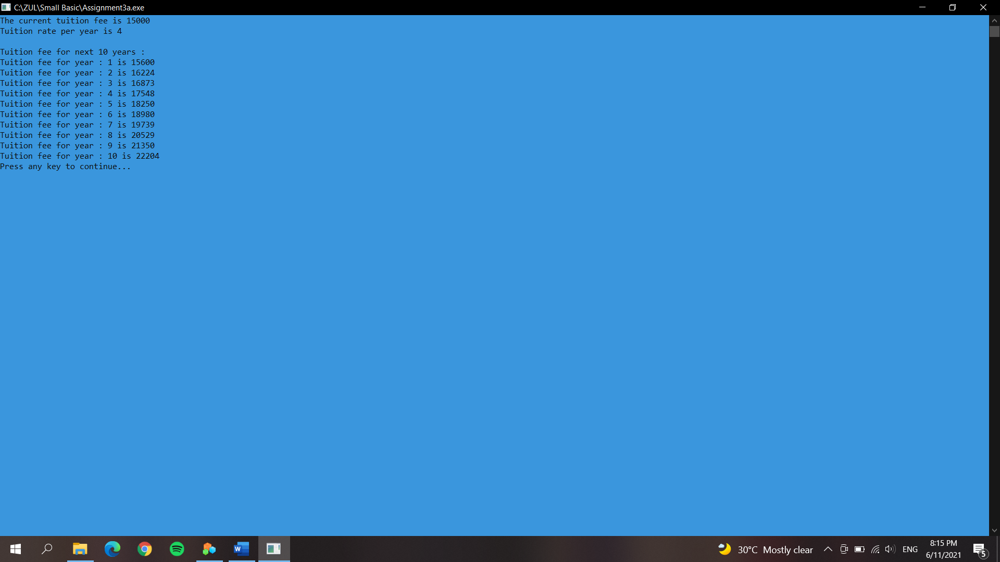 C:\ZUL\Small Basic\Assignment3a.exe
The current tuition fee is 15000
Tuition rate per year is 4
Tuition fee for next 10 years :
Tuition fee for year : 1 is 15600
Tuition fee for year : 2 is 16224
Tuition fee for year : 3 is 16873
Tuition fee for year : 4 is 17548
Tuition fee for year : 5 is 18250
Tuition fee for year : 6 is 18980
Tuition fee for year : 7 is 19739
Tuition fee for year : 8 is 20529
Tuition fee for year : 9 is 21350
Tuition fee for year : 10 is 22204
Press any key to continue...
W
30°C Mostly clear
ENG
8:15 PM
6/11/2021
5